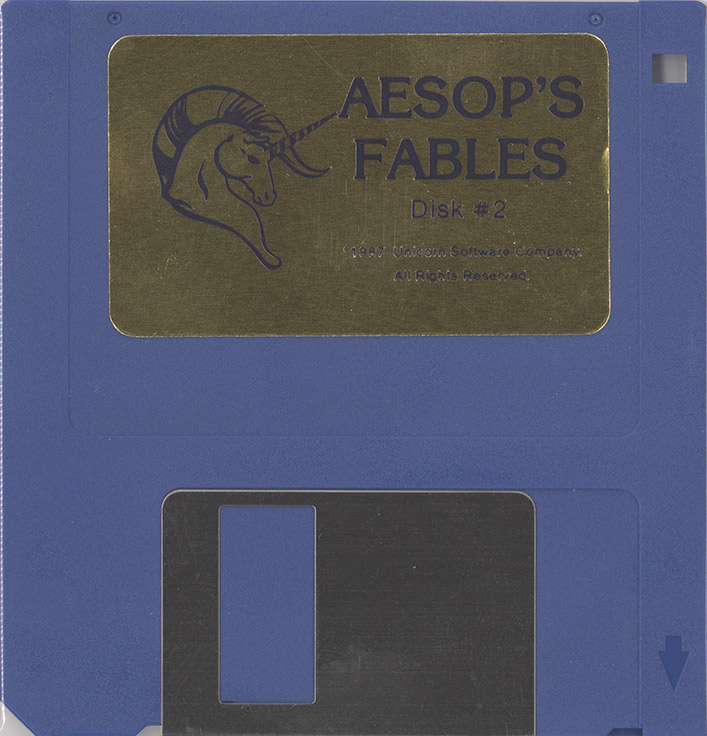 AESOP'S
FABLES
Disk #2
©1987 Unicorn Software Company.
All Rights Reserved.